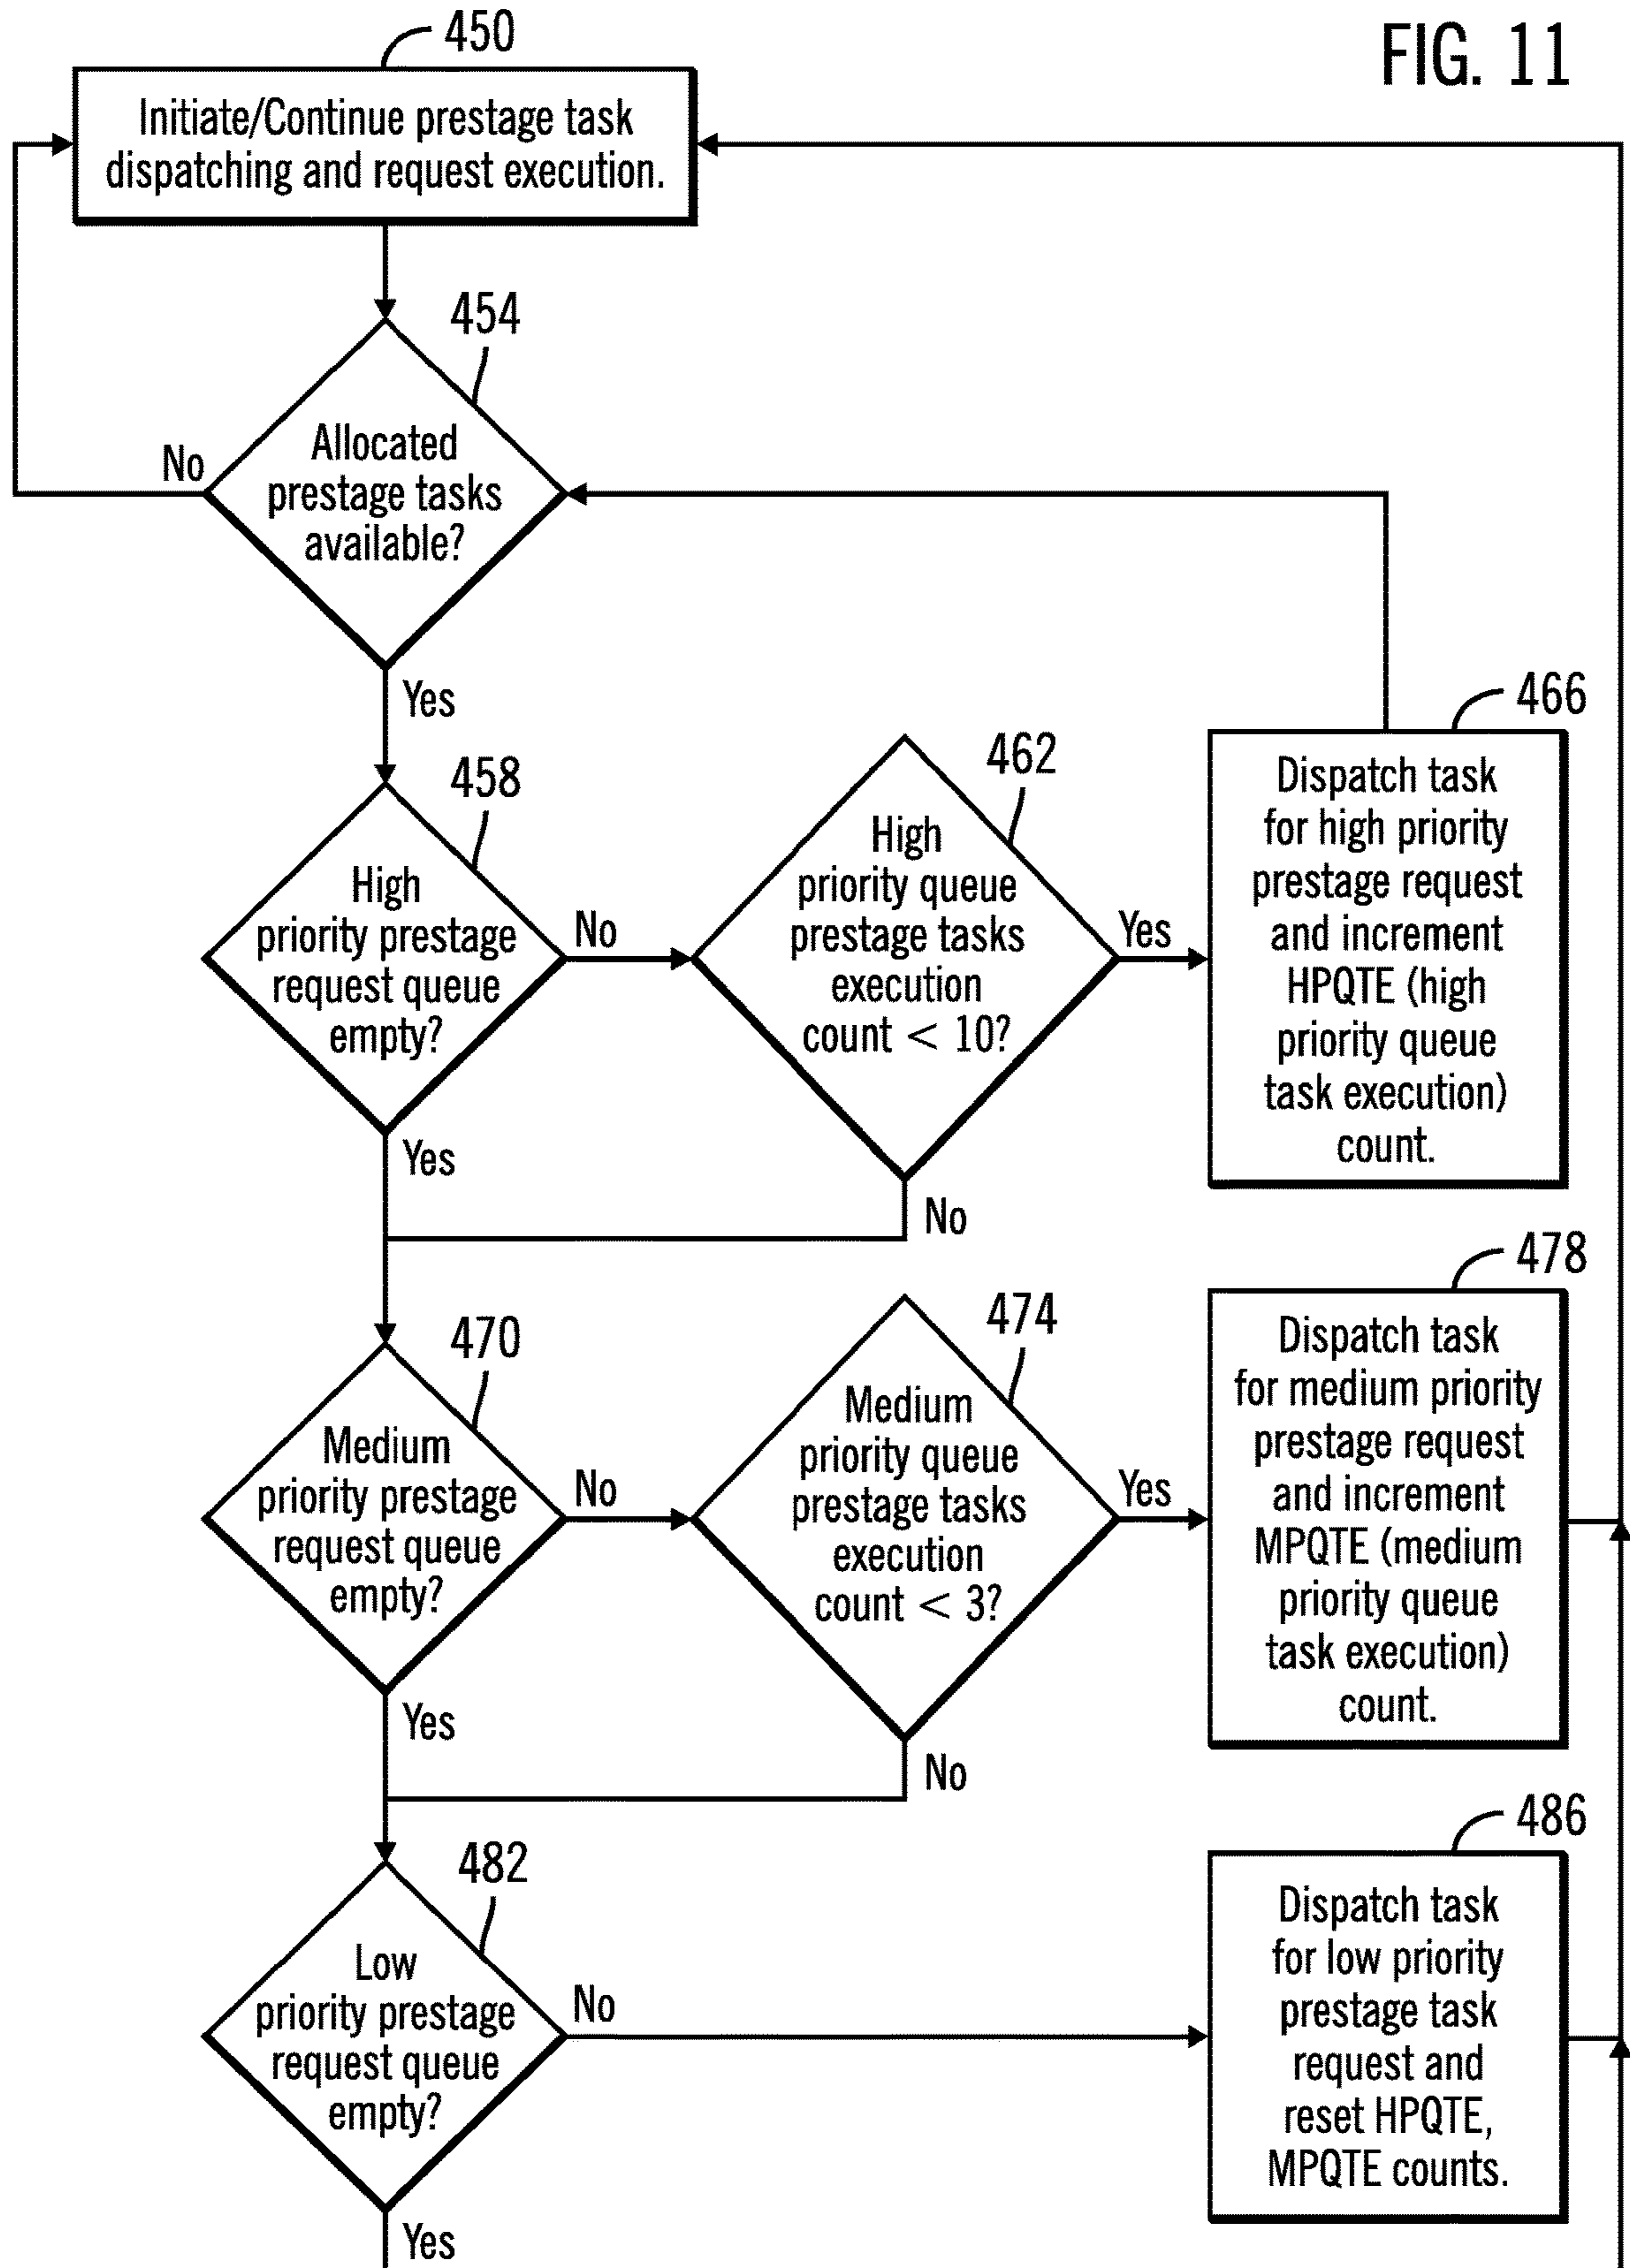 FIG. 11
450
Initiate/Continue prestage task
dispatching and request execution.
454
Allocated
prestage tasks
available?
No
Yes
458
High
priority prestage
request queue
empty?
No
Yes
462
High
priority queue
prestage tasks
execution
count < 10?
Yes
No
466
Dispatch task
for high priority
prestage request
and increment
HPQTE (high
priority queue
task execution)
count.
470
Medium
priority prestage
request queue
empty?
No
Yes
474
Medium
priority queue
prestage tasks
execution
count < 3?
Yes
No
478
Dispatch task
for medium priority
prestage request
and increment
MPQTE (medium
priority queue
task execution)
count.
482
Low
priority prestage
request queue
empty?
No
Yes
486
Dispatch task
for low priority
prestage task
request and
reset HPQTE,
MPQTE counts.